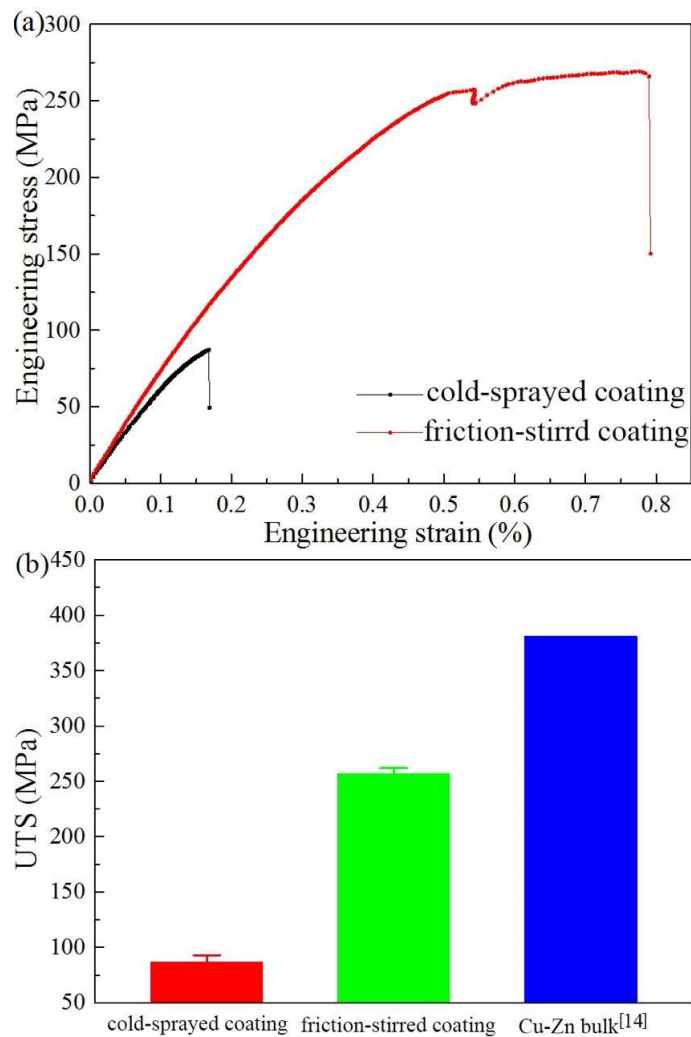 (a)
300
250
200
150
100
50
0
Engineering stress (MPa)
cold-sprayed coating
friction-stirrd coating
0.0 0.1 0.2 0.3 0.4 0.5 0.6 0.7 0.8
Engineering strain (%)
(b)
450
400
350
300
250
200
150
100
50
UTS (MPa)
cold-sprayed coating friction-stirred coating Cu-Zn bulk[14]